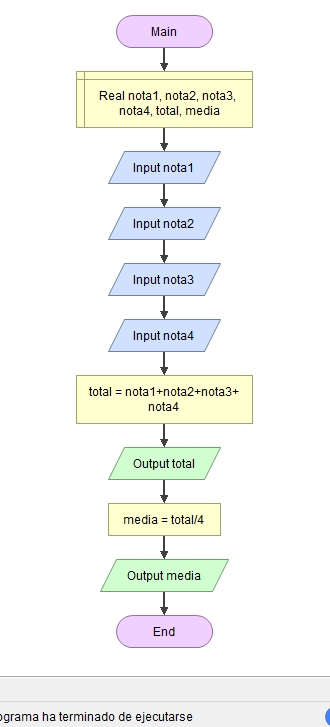 Main
Real nota1, nota2, nota3,
nota4, total, media
Input nota1
Input nota2
Input nota3
Input nota4
total = nota1+nota2+nota3+
nota4
Output total
media = total/4
Output media
End
ograma ha terminado de ejecutarse